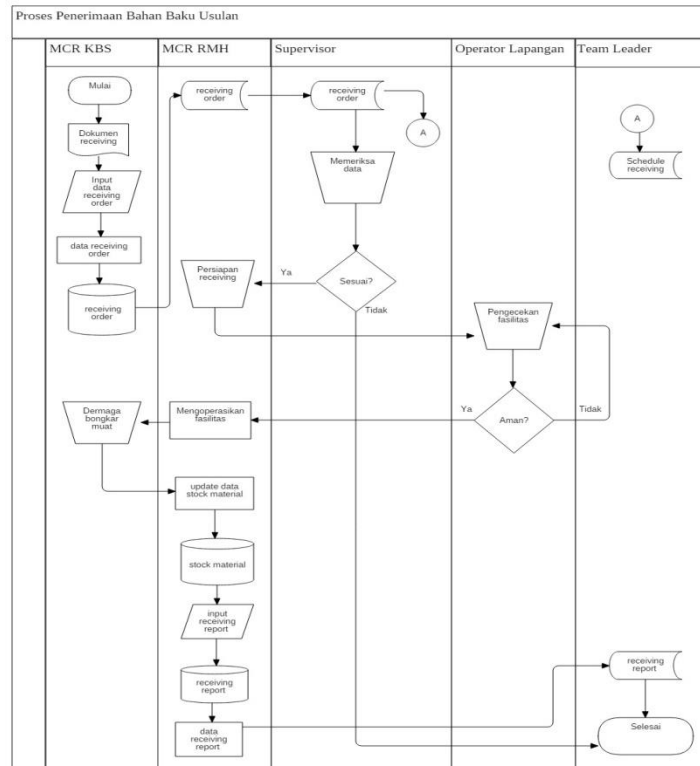 Proses Penerimaan Bahan Baku Usulan
MCR KBS
MCR RMH
Supervisor
Operator Lapangan
Team Leader
Mulai
receiving
order
receiving
order
A
A
Dokumen
receiving
Memeriksa
data
Schedule
receiving
Input
data
receiving
order
data receiving
order
Persiapan
receiving
Ya
Sesuai?
Tidak
receiving
order
Pengecekan
fasilitas
Dermaga
bongkar
muat
Mengoperasikan
fasilitas
Ya
Aman?
Tidak
update data
stock material
stock material
input
receiving
report
receiving
report
receiving
report
data
receiving
report
Selesai